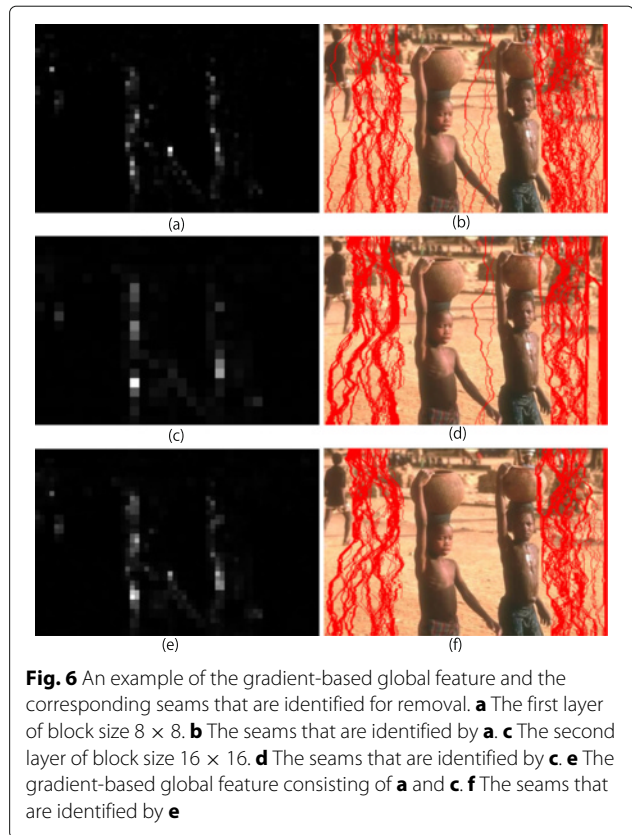 (a)
(b)
(c)
(d)
(e)
(f)
Fig. 6 An example of the gradient-based global feature and the
corresponding seams that are identified for removal. a The first layer
of block size 8 × 8. b The seams that are identified by a. c The second
layer of block size 16 × 16. d The seams that are identified by c. e The
gradient-based global feature consisting of a and c. f The seams that
are identified by e